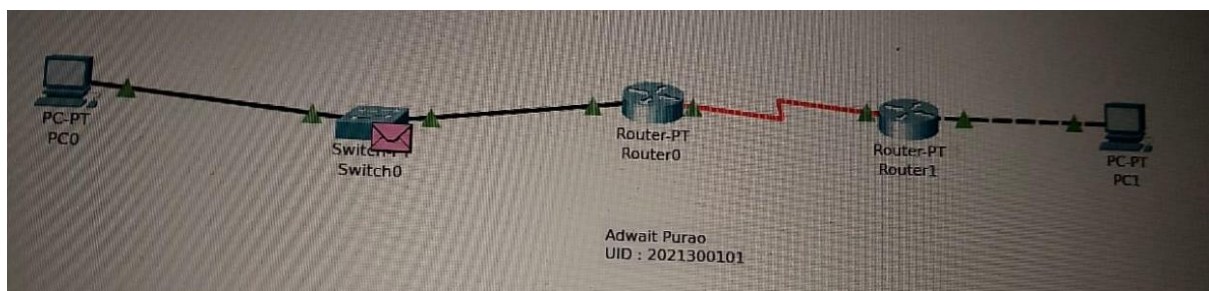 PC-PT
PC0
Switch-PT
Switch0
Router-PT
Router0
Router-PT
Router1
PC-PT
PC1
Adwait Purao
UID : 2021300101